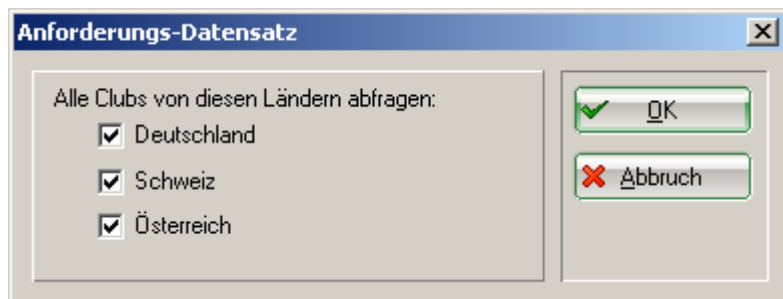 Anforderungs-Datensatz
Alle Clubs von diesen Ländern abfragen:
Deutschland
Schweiz
Österreich
OK
Abbruch